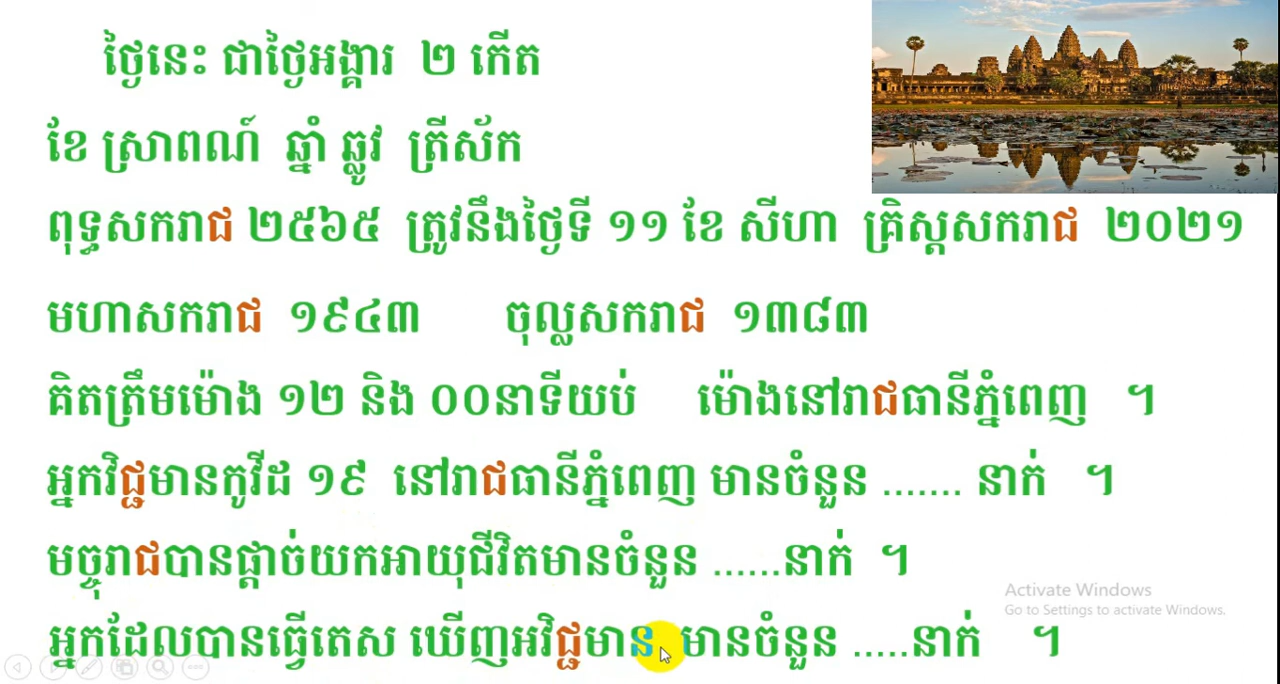 ថ្ងៃនេះ ជាថ្ងៃអង្គារ ២ កើត
ខែ ស្រាពណ៍ ឆ្នាំ ឆ្លូវ ត្រីស័ក
ពុទ្ធសករាជ ២៥៦៥ ត្រូវនឹងថ្ងៃទី ១១ ខែ សីហា គ្រិស្តសករាជ ២០២១
មហាសករាជ ១៩៤៣ ចុល្លសករាជ ១៣៨៣
គិតត្រឹមម៉ោង ១២ និង ០០នាទីយប់ ម៉ោងនៅរាជធានីភ្នំពេញ ។
អ្នកវិជ្ជមានកូវីដ ១៩ នៅរាជធានីភ្នំពេញ មានចំនួន ....... នាក់ ។
មច្ចុរាជបានផ្តាច់យកអាយុជីវិតមានចំនួន ......នាក់ ។
អ្នកដែលបានធ្វើតេស ឃើញអវិជ្ជមាន មានចំនួន .....នាក់ ។
Activate Windows
Go to Settings to activate Windows.